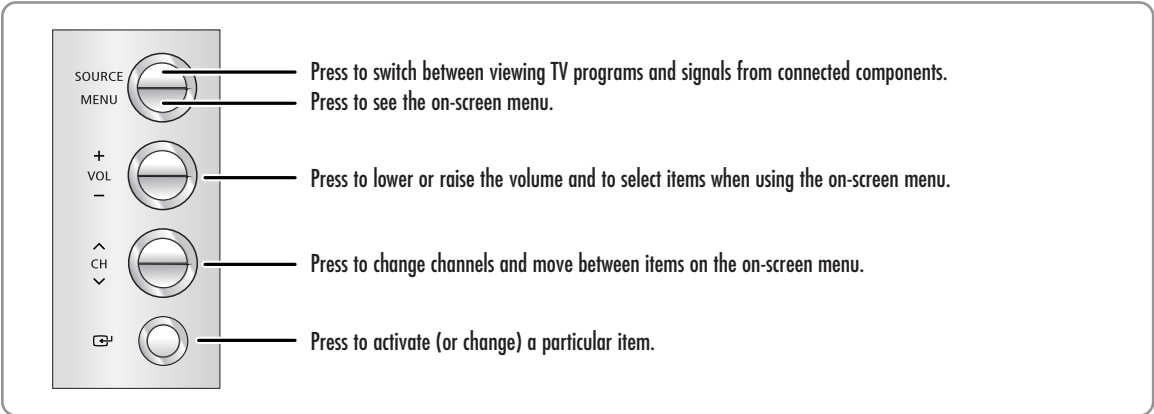 SOURCE
Press to switch between viewing TV programs and signals from connected components.
MENU
Press to see the on-screen menu.
+
VOL
−
Press to lower or raise the volume and to select items when using the on-screen menu.
CH
Press to change channels and move between items on the on-screen menu.
Press to activate (or change) a particular item.